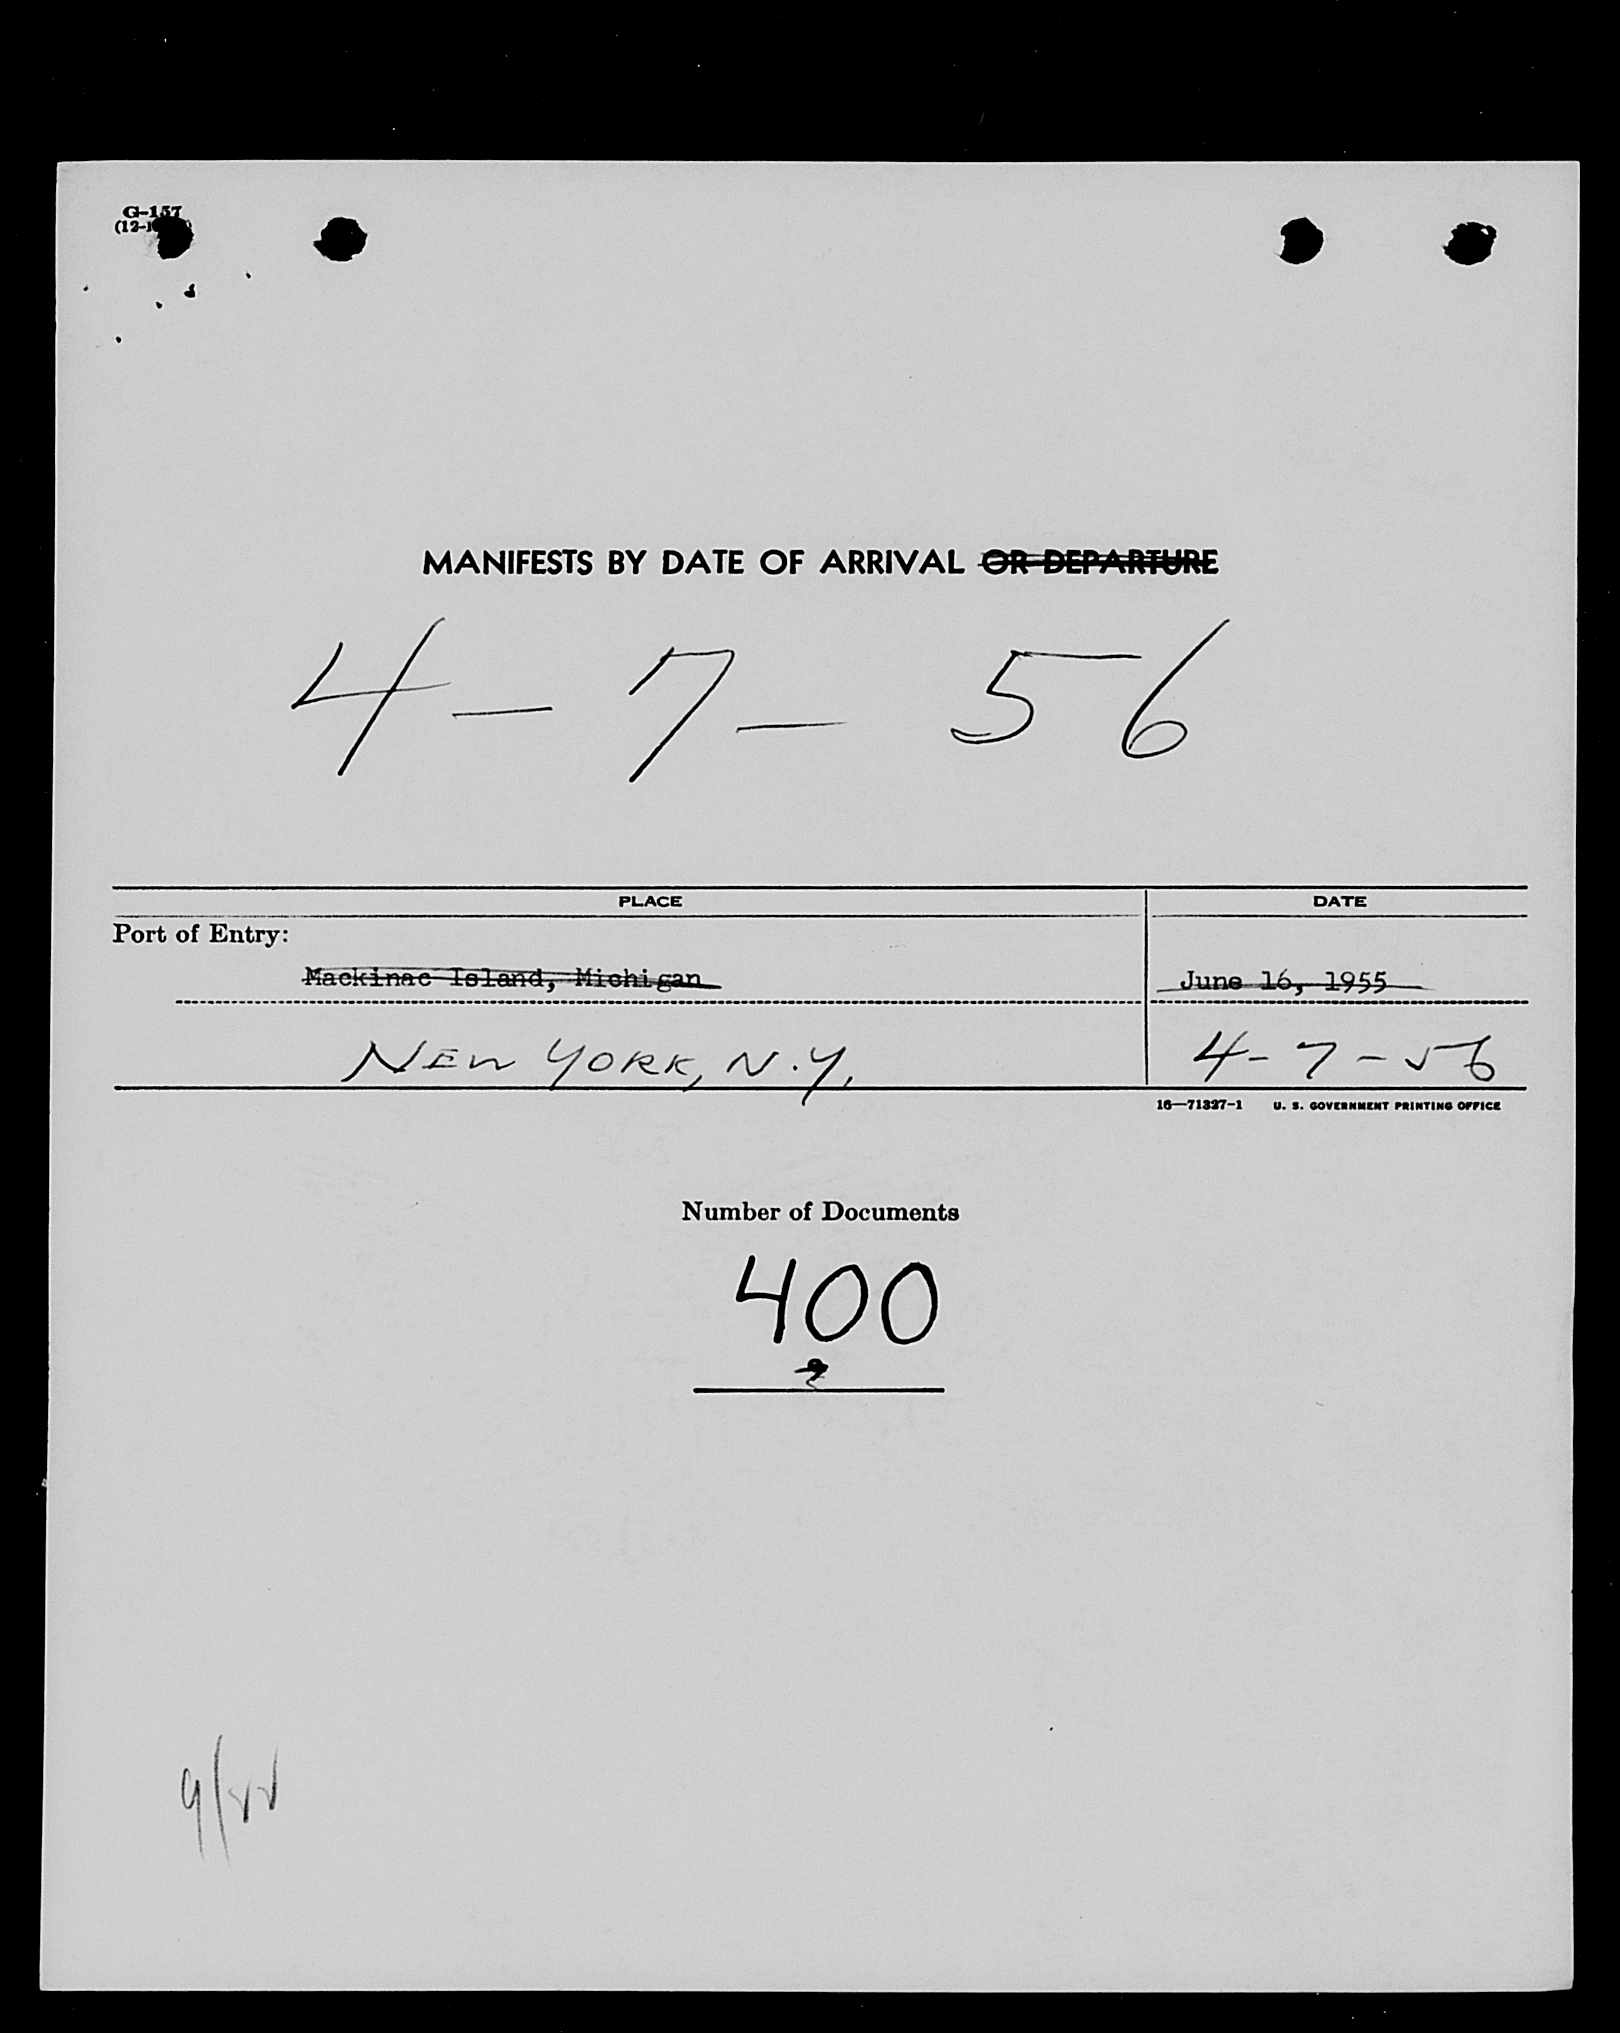 G-157
MANIFESTS BY DATE OF ARRIVAL OR DEPARTURE
4-7-56
PLACE
DATE
Port of Entry:
Mackinac Island, Michigan
June 16, 1955
NEW YORK, N.Y.
4-7-56
16—71327-1 U. S. GOVERNMENT PRINTING OFFICE
Number of Documents
400